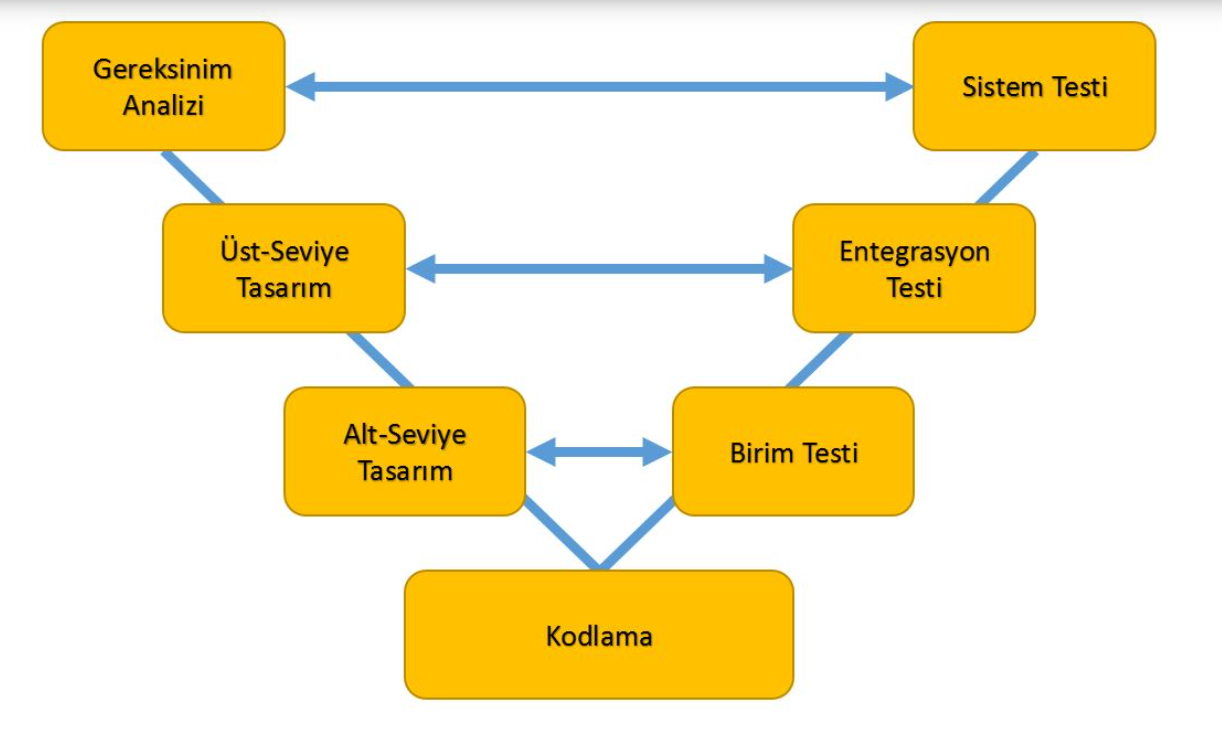 Gereksinim
Analizi
Sistem Testi
Üst-Seviye
Tasarım
Entegrasyon
Testi
Alt-Seviye
Tasarım
Birim Testi
Kodlama